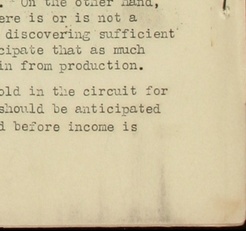 . On the other hand,
ere is or is not a
discovering sufficient
cipate that as much
in from production.
old in the circuit for
should be anticipated
d before income is